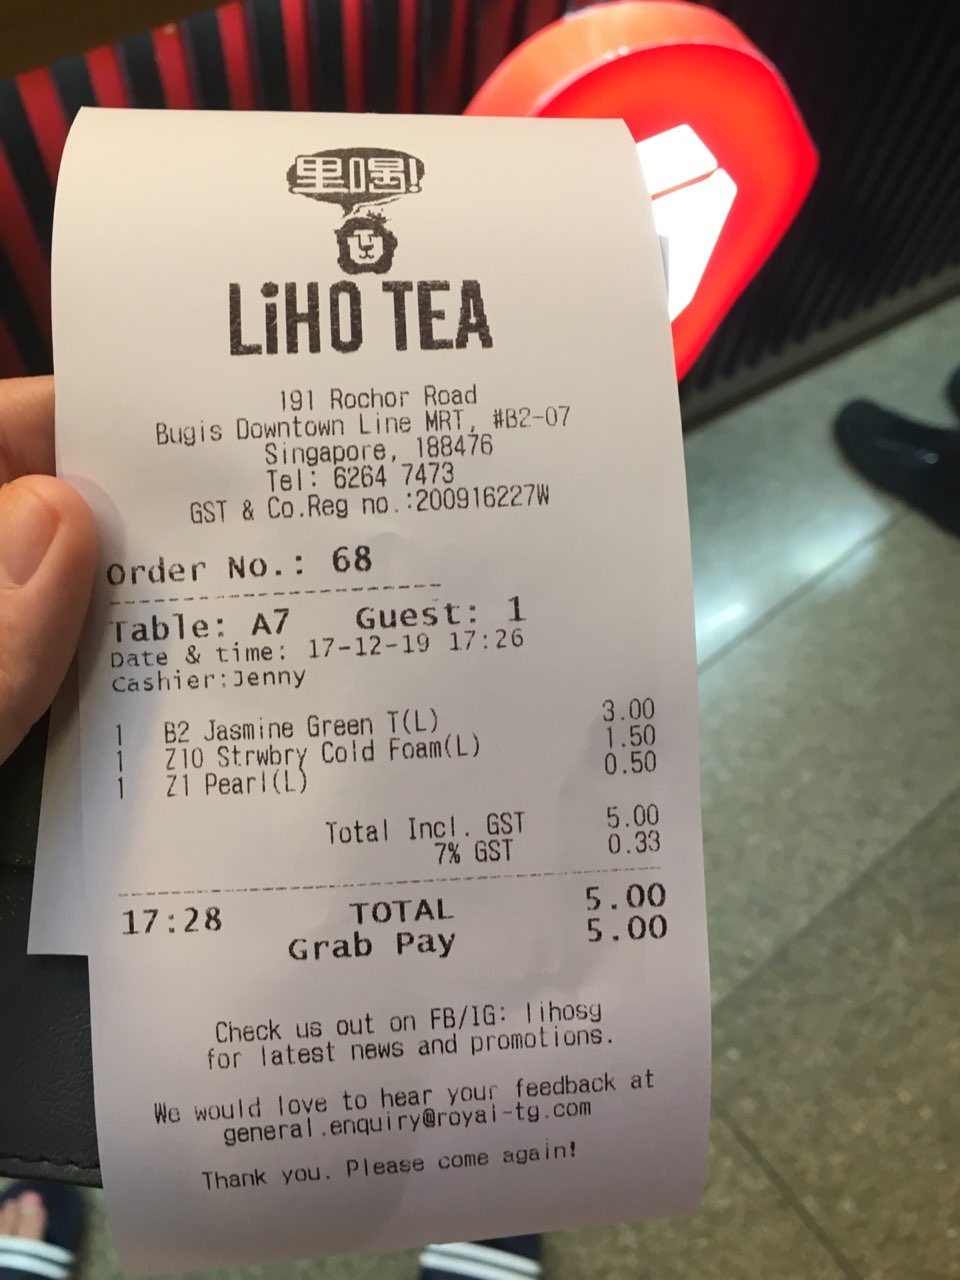 里喝!
LiHO TEA
191 Rochor Road
Bugis Downtown Line MRT, #B2-07
Singapore, 188476
Tel: 6264 7473
GST & Co.Reg no.:200916227W
Order No.: 68
Table: A7 Guest: 1
Date & time: 17-12-19 17:26
Cashier:Jenny
1 B2 Jasmine Green T(L) 3.00
1 Z10 Strwbry Cold Foam(L) 1.50
1 Z1 Pearl(L) 0.50
Total Incl. GST 5.00
7% GST 0.33
17:28 TOTAL 5.00
Grab Pay 5.00
Check us out on FB/IG: lihosg
for latest news and promotions.
We would love to hear your feedback at
general.enquiry@royal-tg.com
Thank you. Please come again!